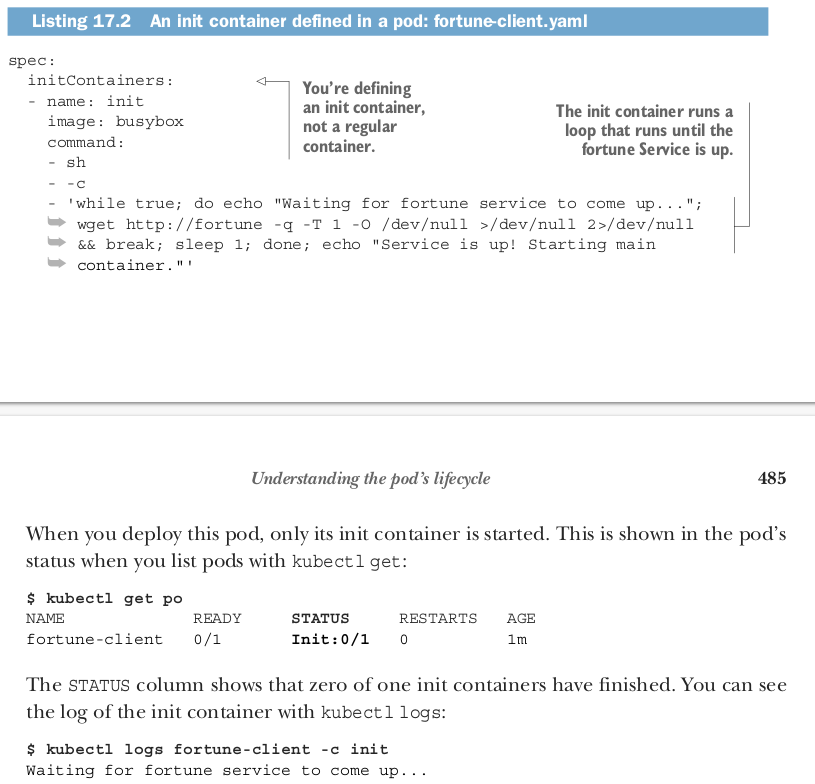 Listing 17.2 An init container defined in a pod: fortune-client.yaml
spec:
  initContainers:
  - name: init
    image: busybox
    command:
    - sh
    - -c
    - 'while true; do echo "Waiting for fortune service to come up...";
      wget http://fortune -q -T 1 -O /dev/null >/dev/null 2>/dev/null
      && break; sleep 1; done; echo "Service is up! Starting main
      container."'
You're defining
an init container,
not a regular
container.
The init container runs a
loop that runs until the
fortune Service is up.
Understanding the pod's lifecycle 485
When you deploy this pod, only its init container is started. This is shown in the pod's
status when you list pods with kubectl get:
$ kubectl get po
NAME             READY     STATUS     RESTARTS   AGE
fortune-client   0/1       Init:0/1   0          1m
The STATUS column shows that zero of one init containers have finished. You can see
the log of the init container with kubectl logs:
$ kubectl logs fortune-client -c init
Waiting for fortune service to come up...